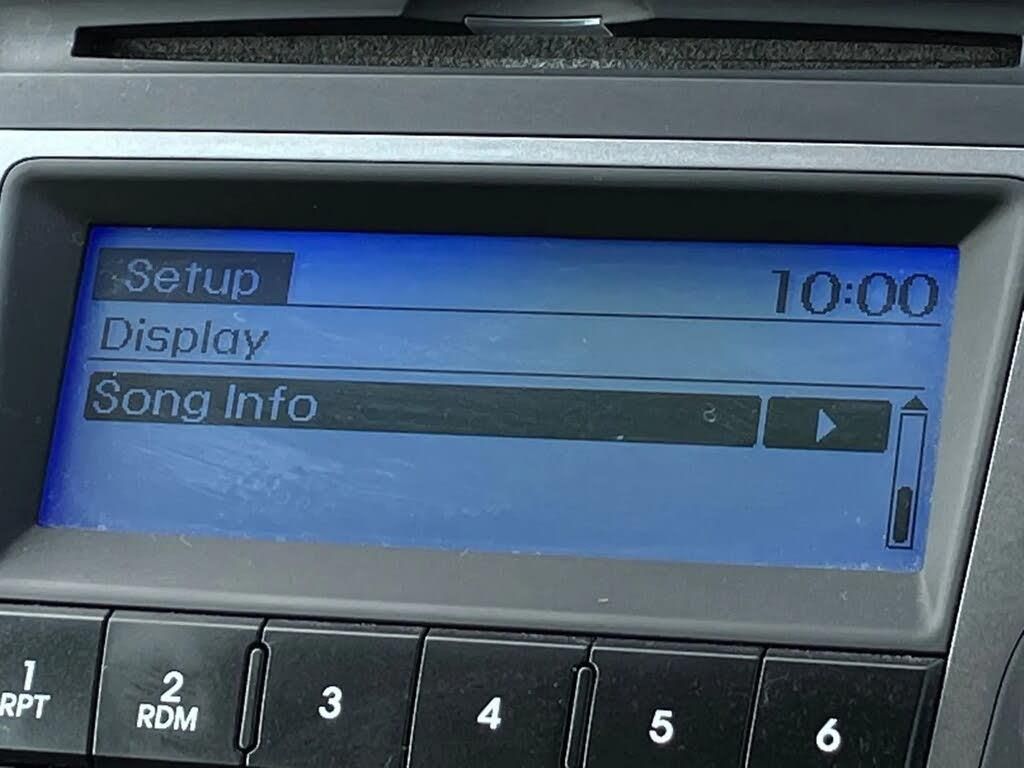 Setup 10:00
Display
Song Info
1 2 3 4 5 6
RPT RDM